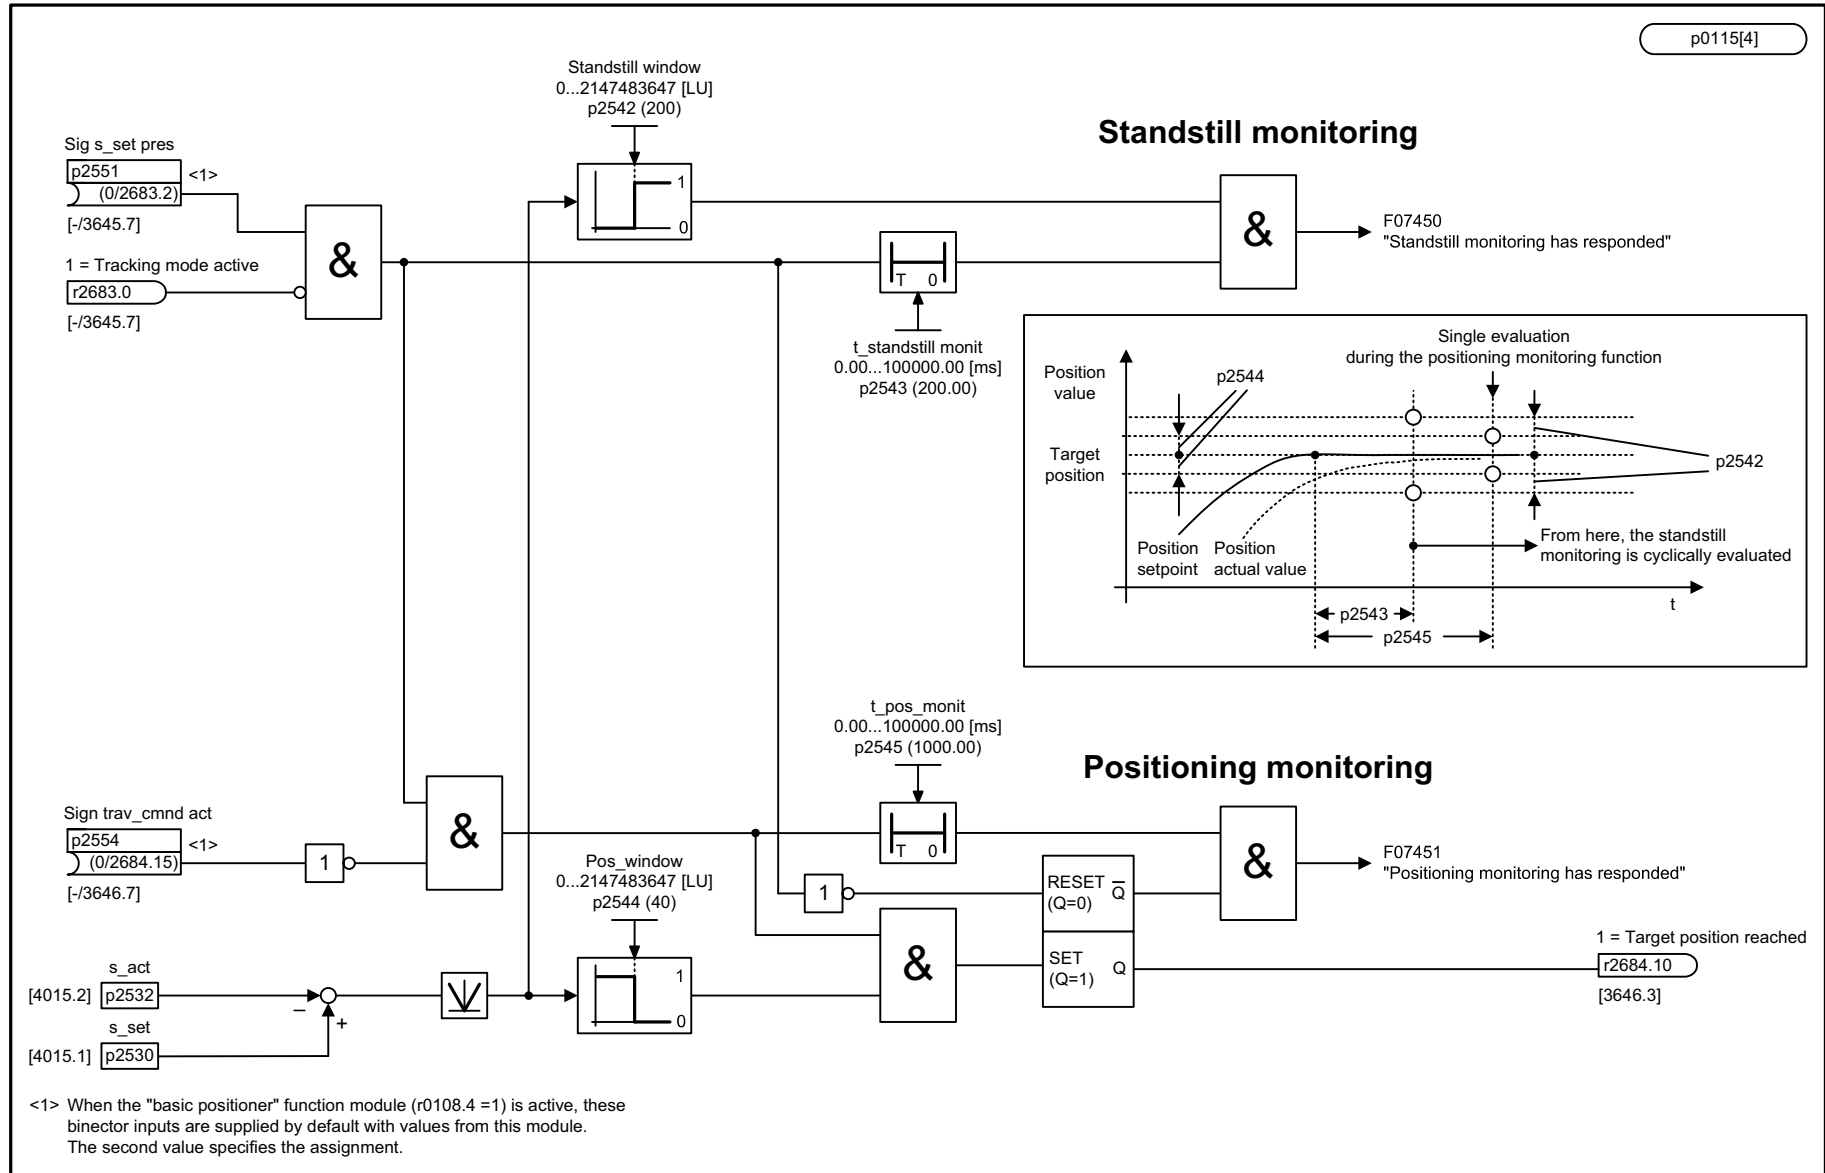 p0115[4]
Standstill window
0...2147483647 [LU]
p2542 (200)
Standstill monitoring
Sig s_set pres
p2551
<1>
(0/2683.2)
[-/3645.7]
1
0
&
&
F07450
"Standstill monitoring has responded"
1 = Tracking mode active
r2683.0
[-/3645.7]
T 0
t_standstill monit
0.00...100000.00 [ms]
p2543 (200.00)
Single evaluation
during the positioning monitoring function
Position
value
p2544
Target
position
p2542
Position
setpoint
Position
actual value
From here, the standstill
monitoring is cyclically evaluated
t
p2543
p2545
t_pos_monit
0.00...100000.00 [ms]
p2545 (1000.00)
Positioning monitoring
Sign trav_cmnd act
p2554
<1>
(0/2684.15)
[-/3646.7]
1
&
T 0
&
F07451
"Positioning monitoring has responded"
Pos_window
0...2147483647 [LU]
p2544 (40)
1
RESET Q̅
(Q=0)
SET Q
(Q=1)
&
1 = Target position reached
r2684.10
[3646.3]
s_act
[4015.2] p2532
–
+
s_set
[4015.1] p2530
1
0
<1> When the "basic positioner" function module (r0108.4 =1) is active, these
binector inputs are supplied by default with values from this module.
The second value specifies the assignment.